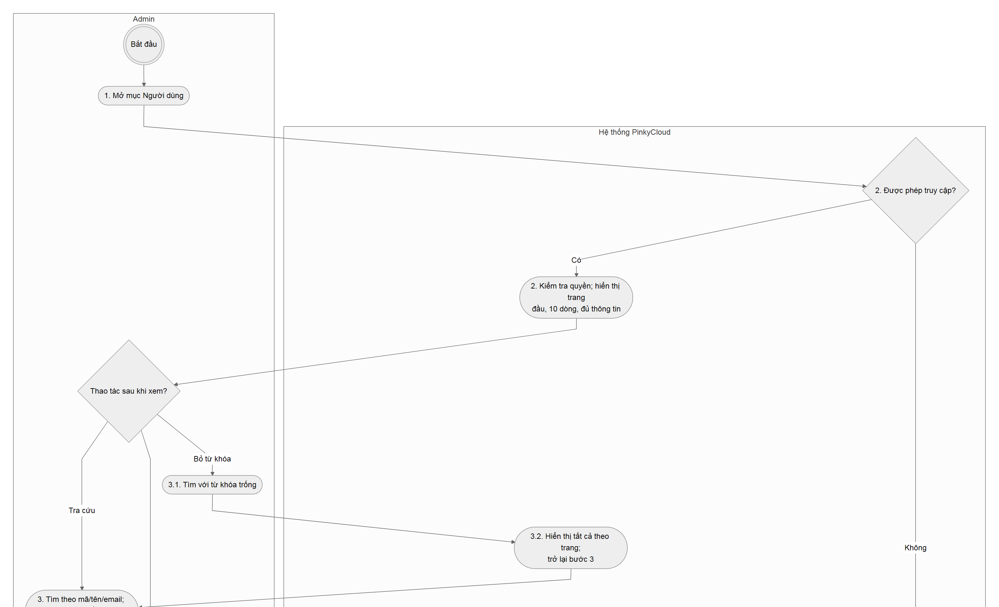 Admin
Bắt đầu
1. Mở mục Người dùng
Hệ thống PinkyCloud
2. Được phép truy cập?
Có
2. Kiểm tra quyền; hiển thị
trang
đầu, 10 dòng, đủ thông tin
Thao tác sau khi xem?
Bỏ từ khóa
3.1. Tìm với từ khóa trống
Tra cứu
3.2. Hiển thị tất cả theo
trang;
trở lại bước 3
Không
3. Tìm theo mã/tên/email;